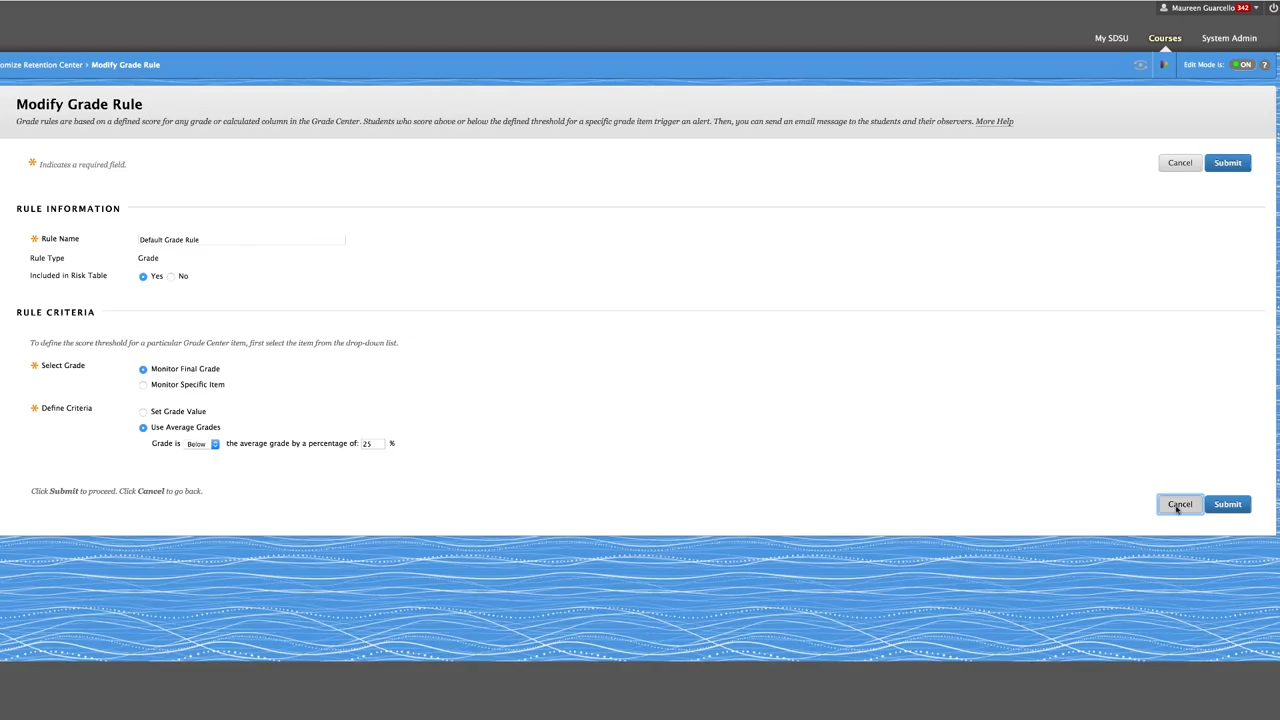 Maureen Guarcello 342
My SDSU Courses System Admin
omize Retention Center > Modify Grade Rule
Edit Mode is: ON ?
Modify Grade Rule
Grade rules are based on a defined score for any grade or calculated column in the Grade Center. Students who score above or below the defined threshold for a specific grade item trigger an alert. Then, you can send an email message to the students and their observers. More Help
* Indicates a required field.
Cancel Submit
RULE INFORMATION
* Rule Name Default Grade Rule
Rule Type Grade
Included in Risk Table Yes No
RULE CRITERIA
To define the score threshold for a particular Grade Center item, first select the item from the drop-down list.
* Select Grade Monitor Final Grade
Monitor Specific Item
* Define Criteria Set Grade Value
Use Average Grades
Grade is Below the average grade by a percentage of: 25 %
Click Submit to proceed. Click Cancel to go back.
Cancel Submit